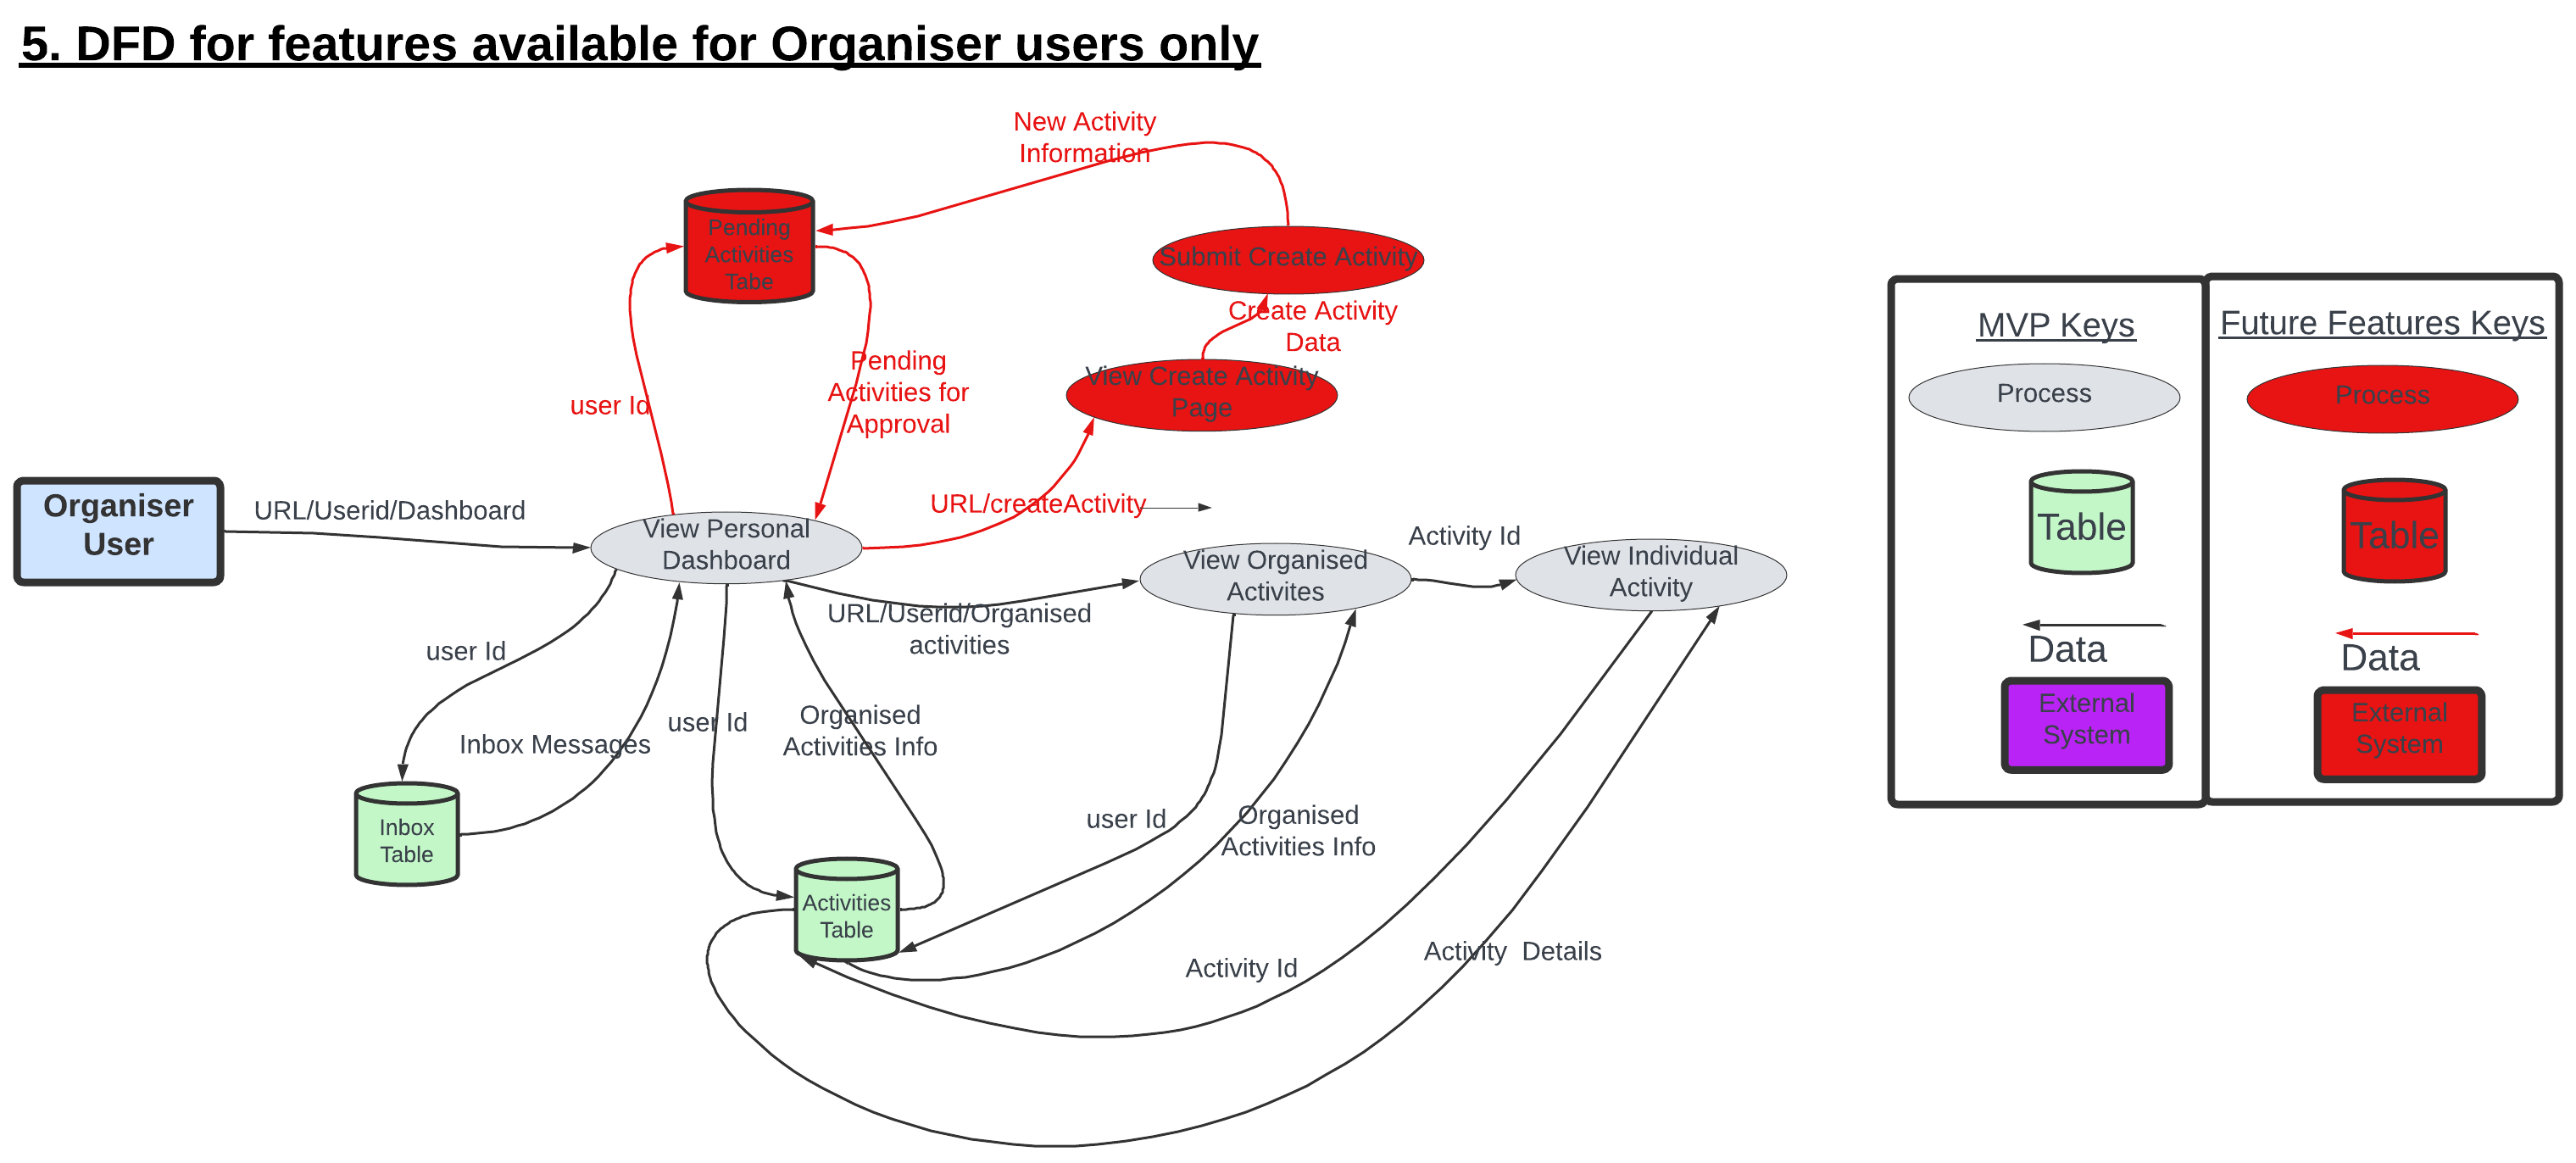 5. DFD for features available for Organiser users only
New Activity
Information
Pending
Activities
Tabe
Submit Create Activity
Create Activity
Data
View Create Activity
Page
Pending
Activities for
Approval
user Id
URL/createActivity
Organiser
User
URL/Userid/Dashboard
View Personal
Dashboard
View Organised
Activites
Activity Id
View Individual
Activity
URL/Userid/Organised
activities
user Id
Inbox Messages
user Id
Organised
Activities Info
Inbox
Table
user Id
Organised
Activities Info
Activities
Table
Activity Id
Activity  Details
MVP Keys
Process
Table
Data
External
System
Future Features Keys
Process
Table
Data
External
System